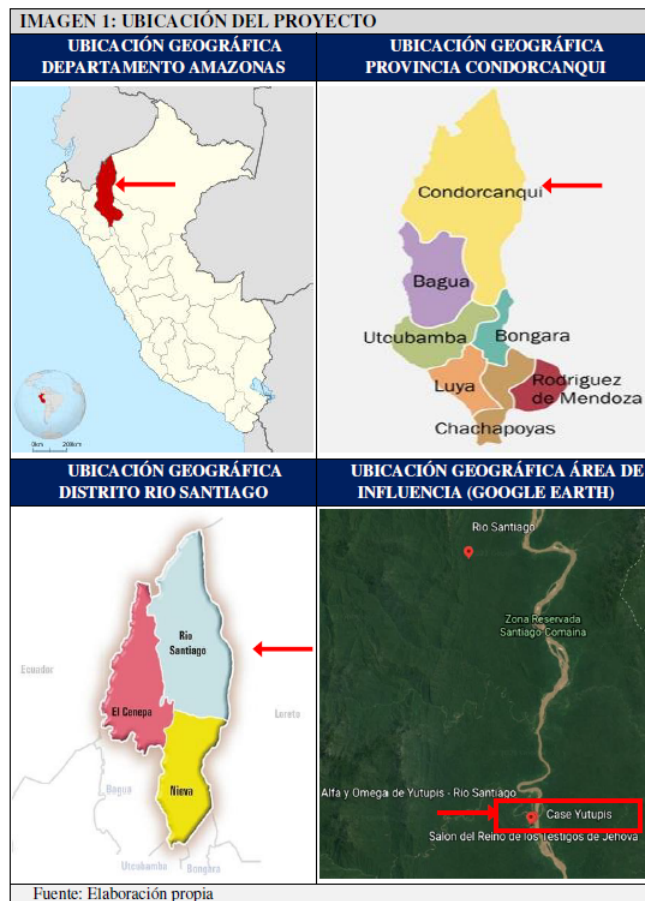 IMAGEN 1: UBICACIÓN DEL PROYECTO
UBICACIÓN GEOGRÁFICA
DEPARTAMENTO AMAZONAS
UBICACIÓN GEOGRÁFICA
PROVINCIA CONDORCANQUI
0km 200km
Condorcanqui
Bagua
Utcubamba
Bongara
Luya
Rodriguez
de Mendoza
Chachapoyas
UBICACIÓN GEOGRÁFICA
DISTRITO RIO SANTIAGO
UBICACIÓN GEOGRÁFICA ÁREA DE
INFLUENCIA (GOOGLE EARTH)
Ecuador
Río
Santiago
El Cenepa
Loreto
Nieva
Bagua
Utcubamba
Bongara
Rio Santiago
Zona Reservada
Santiago Comaina
Alfa y Omega de Yutupis - Rio Santiago
Case Yutupis
Salon del Reino de los Testigos de Jehova
Fuente: Elaboración propia